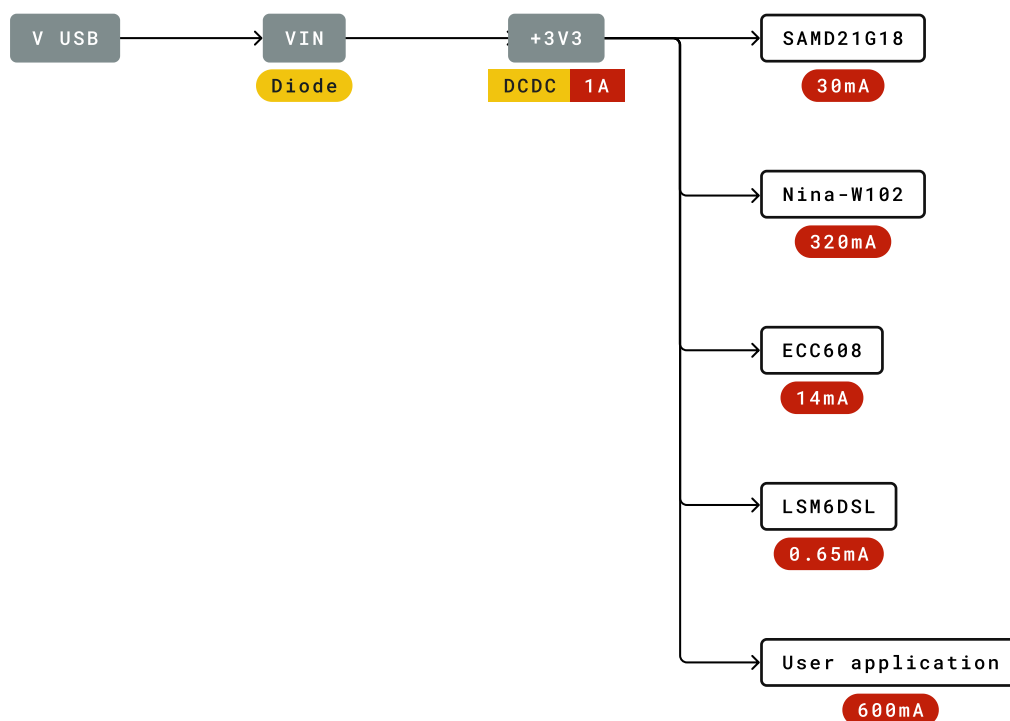 V USB
VIN
+3V3
SAMD21G18
Diode
DCDC
1A
30mA
Nina-W102
320mA
ECC608
14mA
LSM6DSL
0.65mA
User application
600mA